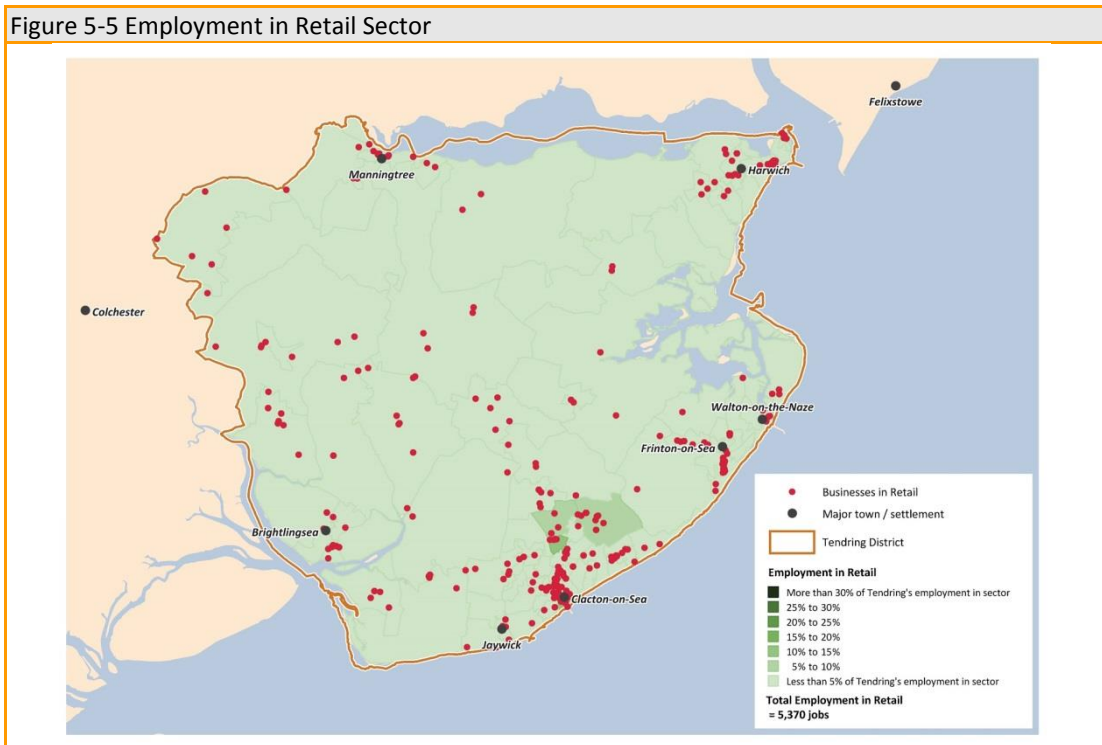 Figure 5-5 Employment in Retail Sector
Felixstowe
Manningtree
Harwich
Colchester
Walton-on-the-Naze
Frinton-on-Sea
Brightlingsea
Clacton-on-Sea
Jaywick
Businesses in Retail
Major town / settlement
Tendring District
Employment in Retail
More than 30% of Tendring's employment in sector
25% to 30%
20% to 25%
15% to 20%
10% to 15%
5% to 10%
Less than 5% of Tendring's employment in sector
Total Employment in Retail
= 5,370 jobs